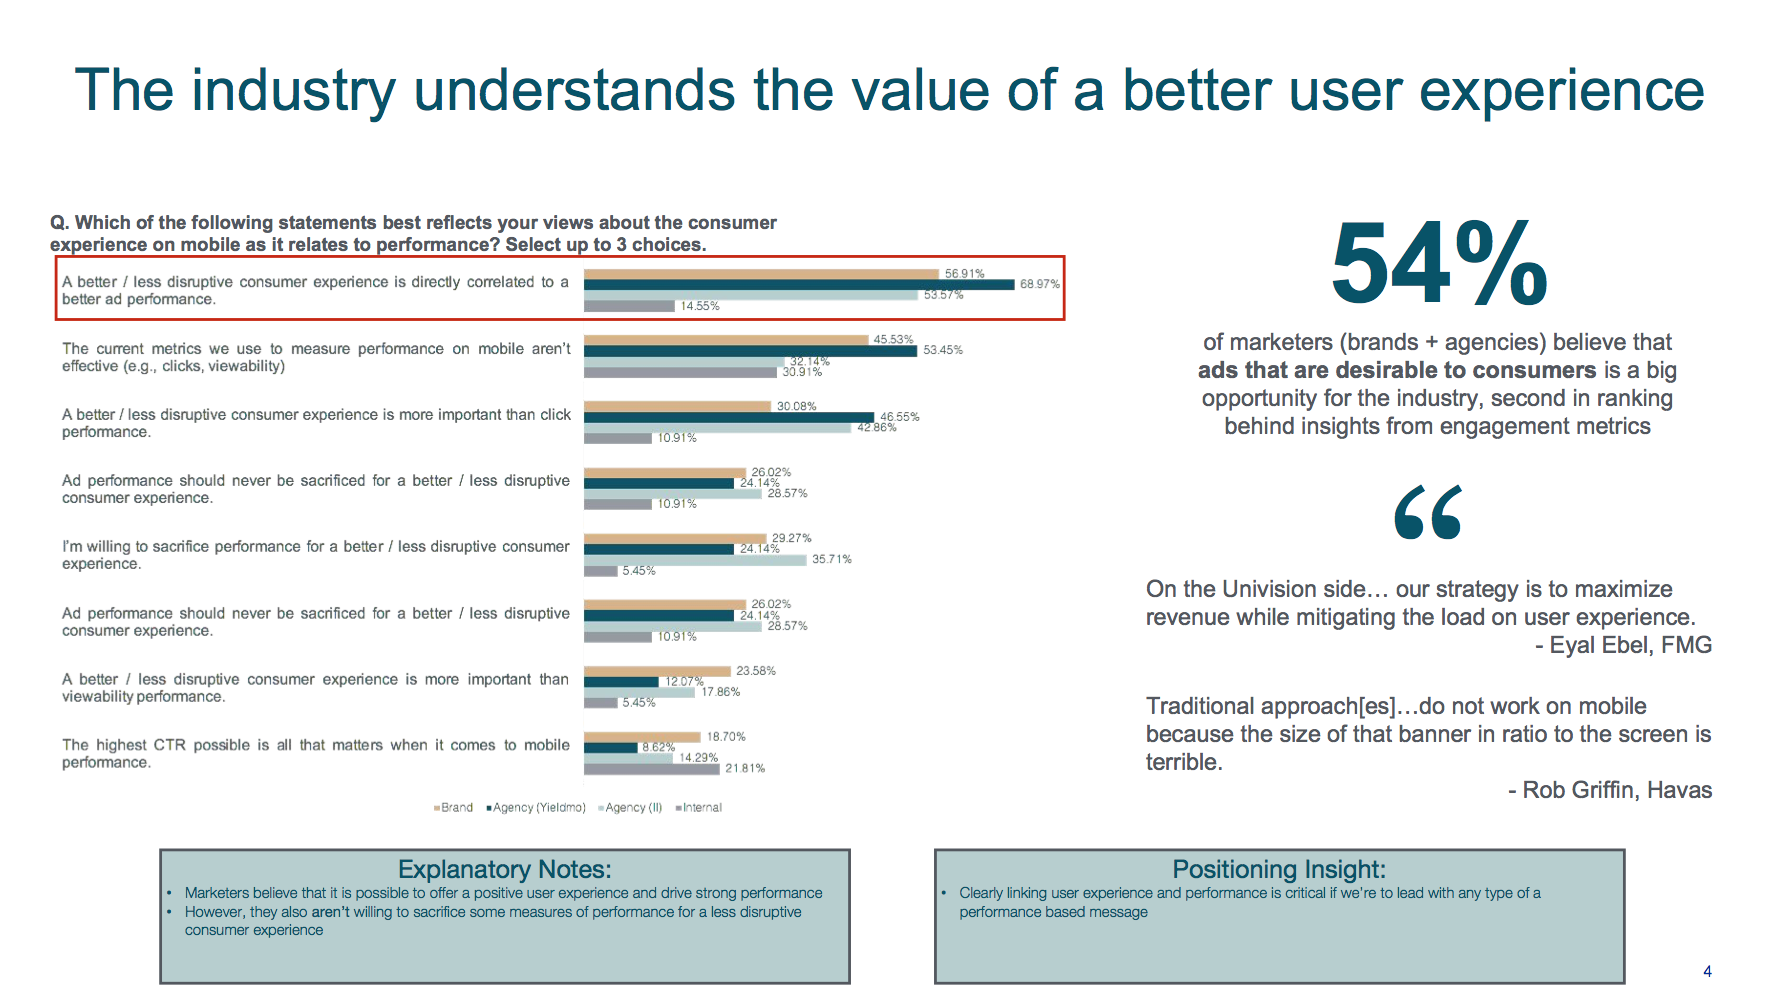 The industry understands the value of a better user experience
Q. Which of the following statements best reflects your views about the consumer
experience on mobile as it relates to performance? Select up to 3 choices.
A better / less disruptive consumer experience is directly correlated to a
better ad performance.
56.91%
68.97%
53.57%
14.55%
The current metrics we use to measure performance on mobile aren't
effective (e.g., clicks, viewability)
45.53%
53.45%
32.14%
30.91%
A better / less disruptive consumer experience is more important than click
performance.
30.08%
46.55%
42.86%
10.91%
Ad performance should never be sacrificed for a better / less disruptive
consumer experience.
26.02%
24.14%
28.57%
10.91%
I'm willing to sacrifice performance for a better / less disruptive consumer
experience.
29.27%
24.14%
35.71%
5.45%
Ad performance should never be sacrificed for a better / less disruptive
consumer experience.
26.02%
24.14%
28.57%
10.91%
A better / less disruptive consumer experience is more important than
viewability performance.
23.58%
12.07%
17.86%
5.45%
The highest CTR possible is all that matters when it comes to mobile
performance.
18.70%
8.62%
14.29%
21.81%
Brand Agency (Yieldmo) Agency (II) Internal
54%
of marketers (brands + agencies) believe that
ads that are desirable to consumers is a big
opportunity for the industry, second in ranking
behind insights from engagement metrics
“
On the Univision side… our strategy is to maximize
revenue while mitigating the load on user experience.
- Eyal Ebel, FMG
Traditional approach[es]…do not work on mobile
because the size of that banner in ratio to the screen is
terrible.
- Rob Griffin, Havas
Explanatory Notes:
• Marketers believe that it is possible to offer a positive user experience and drive strong performance
• However, they also aren't willing to sacrifice some measures of performance for a less disruptive
consumer experience
Positioning Insight:
• Clearly linking user experience and performance is critical if we're to lead with any type of a
performance based message
4